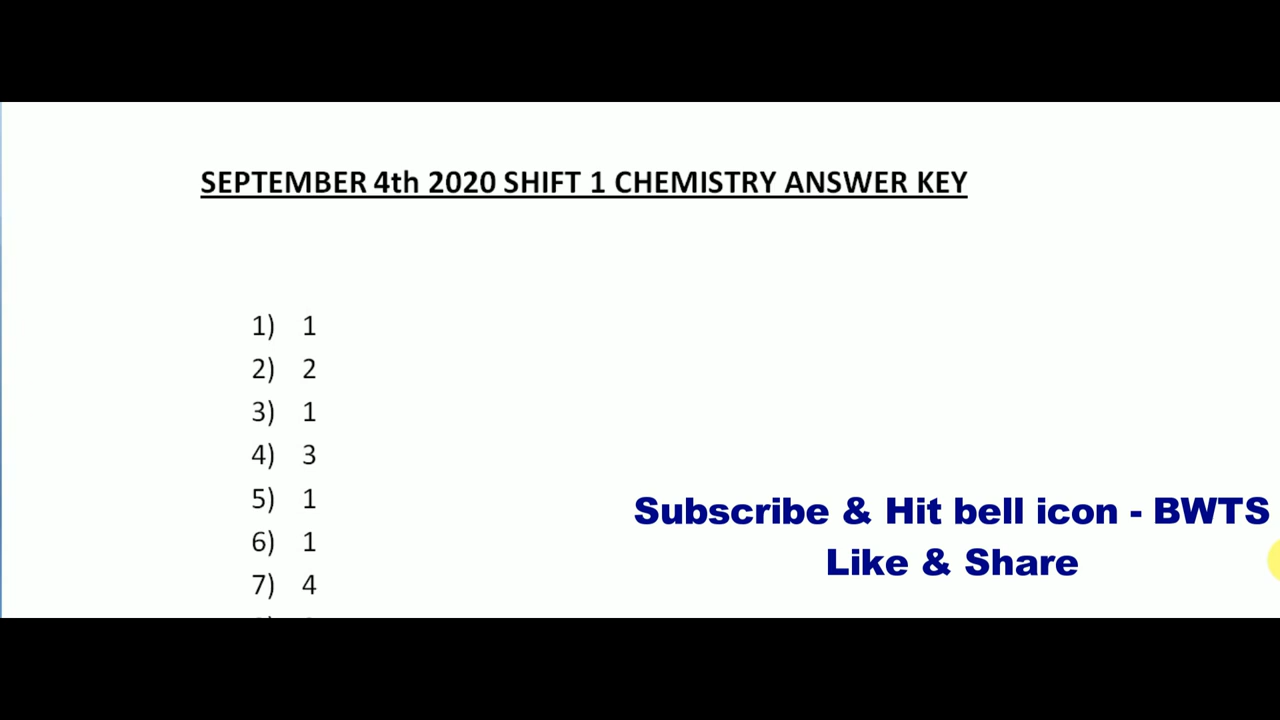 SEPTEMBER 4th 2020 SHIFT 1 CHEMISTRY ANSWER KEY
1) 1
2) 2
3) 1
4) 3
5) 1
6) 1
7) 4
Subscribe & Hit bell icon - BWTS
Like & Share